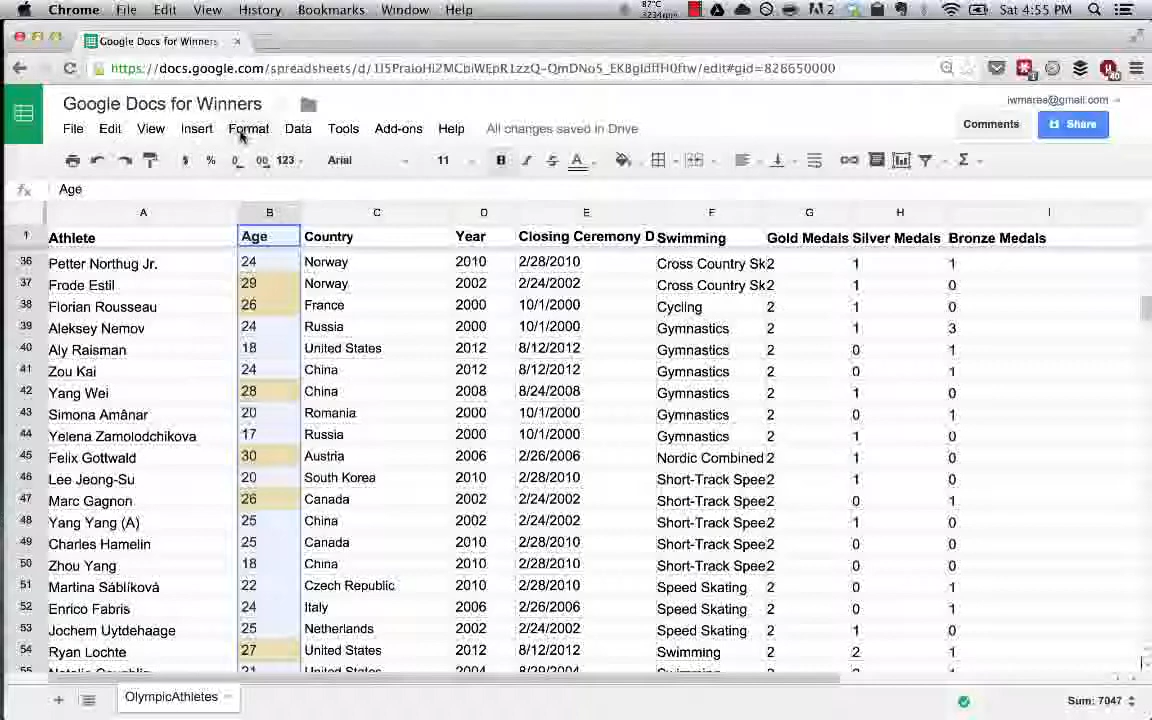 Chrome File Edit View History Bookmarks Window Help 87°C 2 Sat 4:55 PM
Google Docs for Winners
Google Docs for Winners
File Edit View Insert Format Data Tools Add-ons Help All changes saved in Drive
iwmarea@gmail.com
Comments Share
$ % .0 .00 123 Arial 11 B I S A Σ
fx Age
A B C D E F G H I
1 Athlete Age Country Year Closing Ceremony D Swimming Gold Medals Silver Medals Bronze Medals
36 Petter Northug Jr. 24 Norway 2010 2/28/2010 Cross Country Sk 2 1 1
37 Frode Estil 29 Norway 2002 2/24/2002 Cross Country Sk 2 1 0
38 Florian Rousseau 26 France 2000 10/1/2000 Cycling 2 1 0
39 Aleksey Nemov 24 Russia 2000 10/1/2000 Gymnastics 2 1 3
40 Aly Raisman 18 United States 2012 8/12/2012 Gymnastics 2 0 1
41 Zou Kai 24 China 2012 8/12/2012 Gymnastics 2 0 1
42 Yang Wei 28 China 2008 8/24/2008 Gymnastics 2 1 0
43 Simona Amânar 20 Romania 2000 10/1/2000 Gymnastics 2 0 1
44 Yelena Zamolodchikova 17 Russia 2000 10/1/2000 Gymnastics 2 1 0
45 Felix Gottwald 30 Austria 2006 2/26/2006 Nordic Combined 2 1 0
46 Lee Jeong-Su 20 South Korea 2010 2/28/2010 Short-Track Spee 2 1 0
47 Marc Gagnon 26 Canada 2002 2/24/2002 Short-Track Spee 2 0 1
48 Yang Yang (A) 25 China 2002 2/24/2002 Short-Track Spee 2 1 0
49 Charles Hamelin 25 Canada 2010 2/28/2010 Short-Track Spee 2 0 0
50 Zhou Yang 18 China 2010 2/28/2010 Short-Track Spee 2 0 0
51 Martina Sáblíková 22 Czech Republic 2010 2/28/2010 Speed Skating 2 0 1
52 Enrico Fabris 24 Italy 2006 2/26/2006 Speed Skating 2 0 1
53 Jochem Uytdehaage 25 Netherlands 2002 2/24/2002 Speed Skating 2 1 0
54 Ryan Lochte 27 United States 2012 8/12/2012 Swimming 2 2 1
OlympicAthletes Sum: 7047